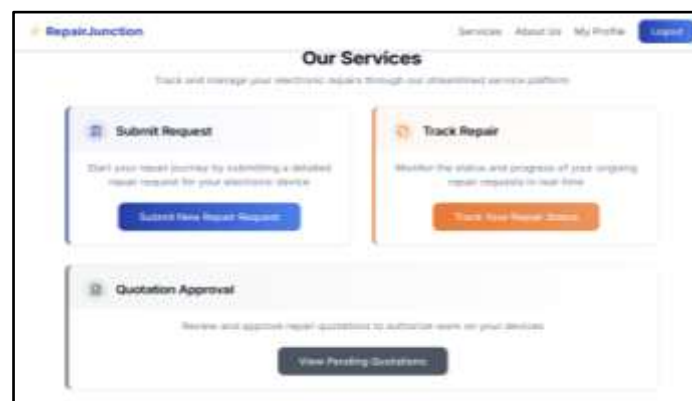 RepairJunction
Services About Us My Profile Logout
Our Services
Track and manage your electronic repairs through our streamlined service platform
Submit Request
Start your repair journey by submitting a detailed
repair request for your electronic device
Submit New Repair Request
Track Repair
Monitor the status and progress of your ongoing
repair requests in real-time
Track Your Repair Status
Quotation Approval
Review and approve repair quotations to authorize work on your devices
View Pending Quotations